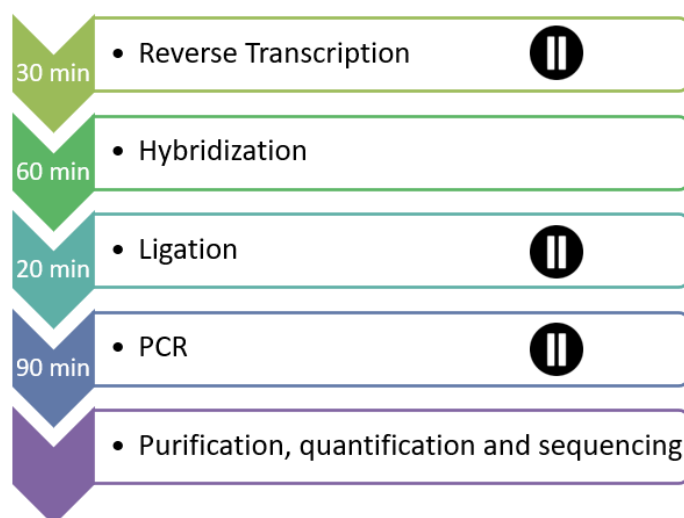 30 min
• Reverse Transcription
60 min
• Hybridization
20 min
• Ligation
90 min
• PCR
• Purification, quantification and sequencing